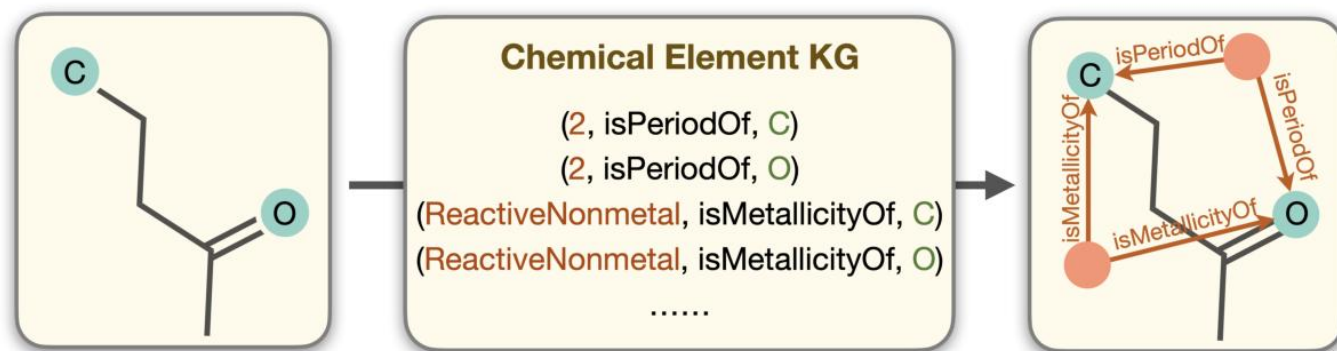 C
O
Chemical Element KG
(2, isPeriodOf, C)
(2, isPeriodOf, O)
(ReactiveNonmetal, isMetallicityOf, C)
(ReactiveNonmetal, isMetallicityOf, O)
......
isPeriodOf
C
isPeriodOf
isMetallicityOf
isMetallicityOf
O